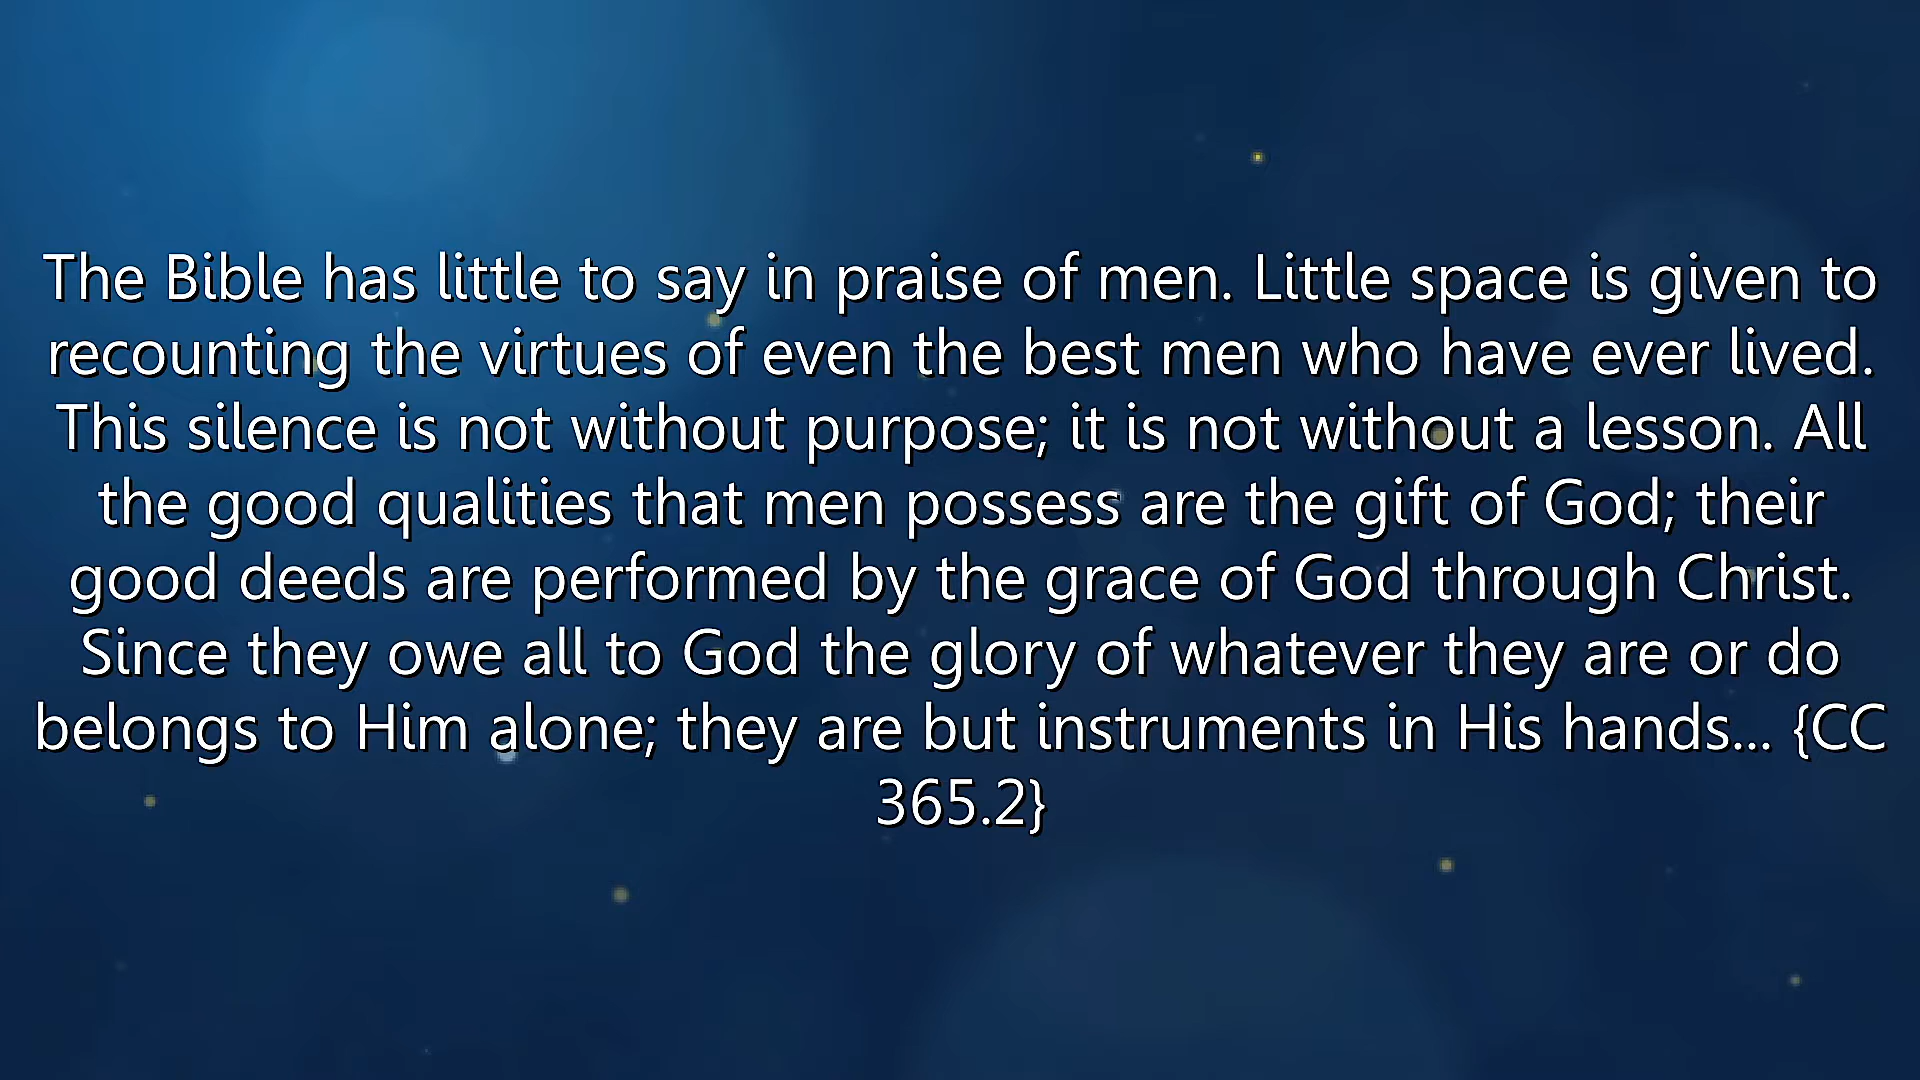 The Bible has little to say in praise of men. Little space is given to
recounting the virtues of even the best men who have ever lived.
This silence is not without purpose; it is not without a lesson. All
the good qualities that men possess are the gift of God; their
good deeds are performed by the grace of God through Christ.
Since they owe all to God the glory of whatever they are or do
belongs to Him alone; they are but instruments in His hands... {CC
365.2}